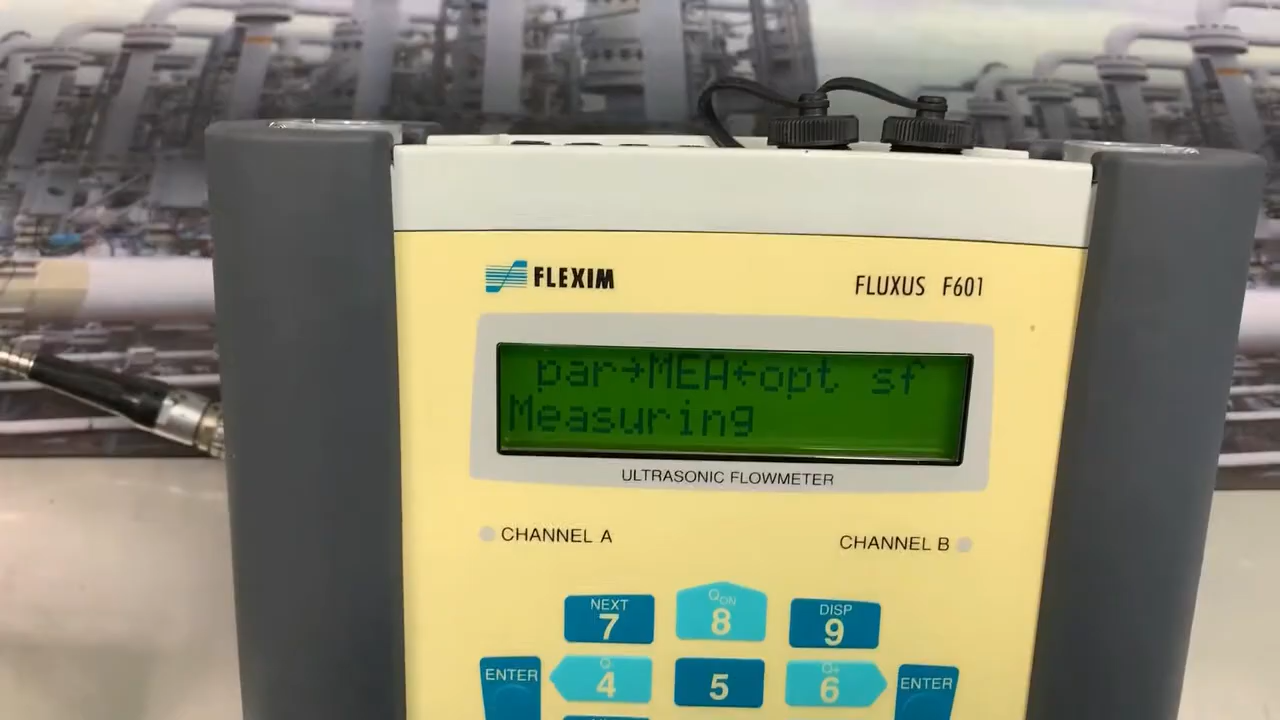 FLEXIM
FLUXUS F601
par→MEA←opt sf
Measuring
ULTRASONIC FLOWMETER
CHANNEL A
CHANNEL B
NEXT
7
QON
8
DISP
9
ENTER
4
5
Q+
6
ENTER